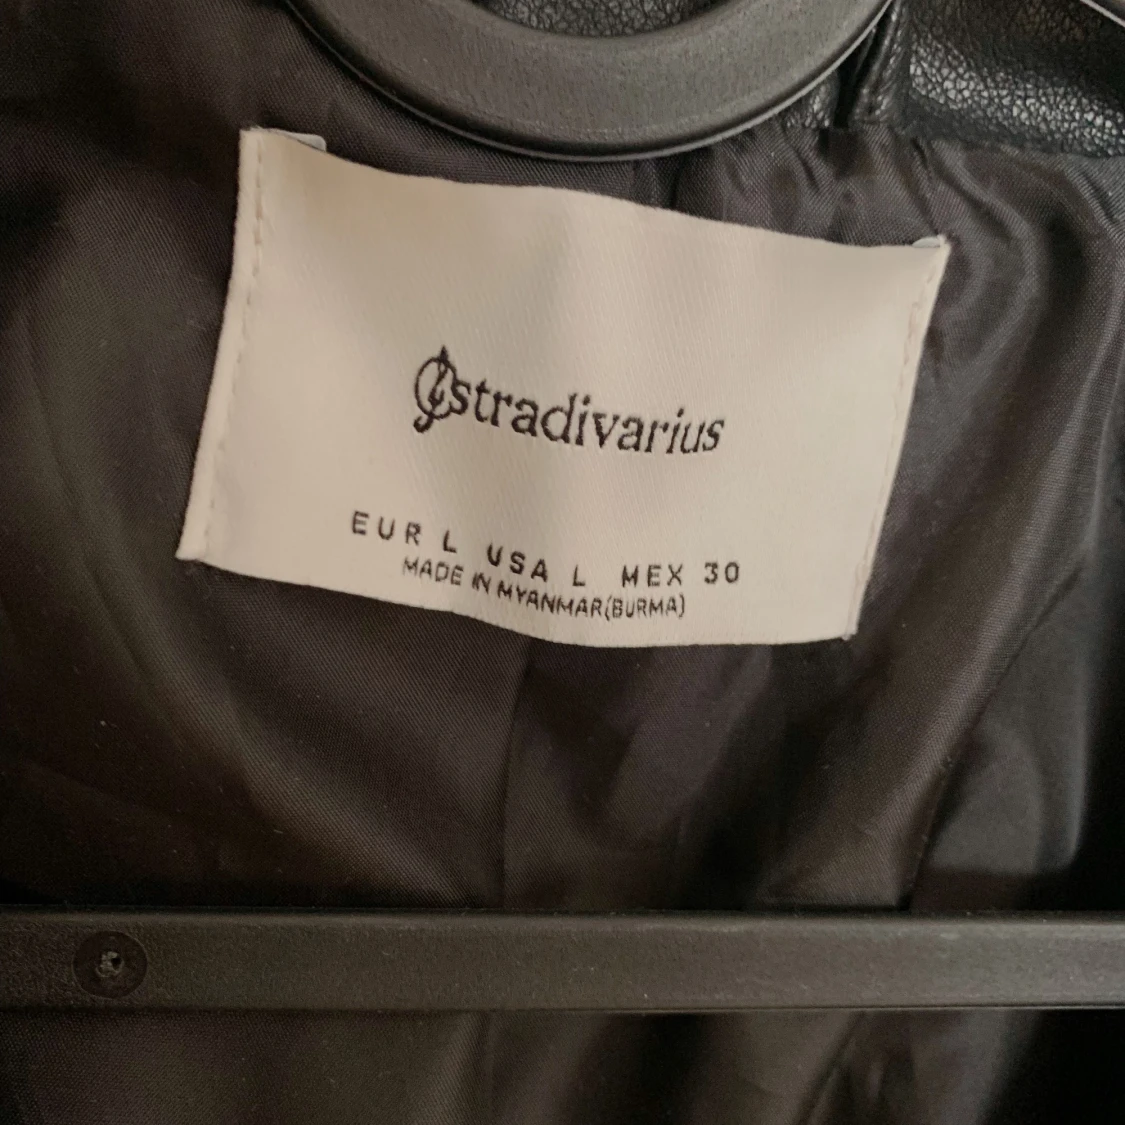 stradivarius
EUR L USA L MEX 30
MADE IN MYANMAR(BURMA)